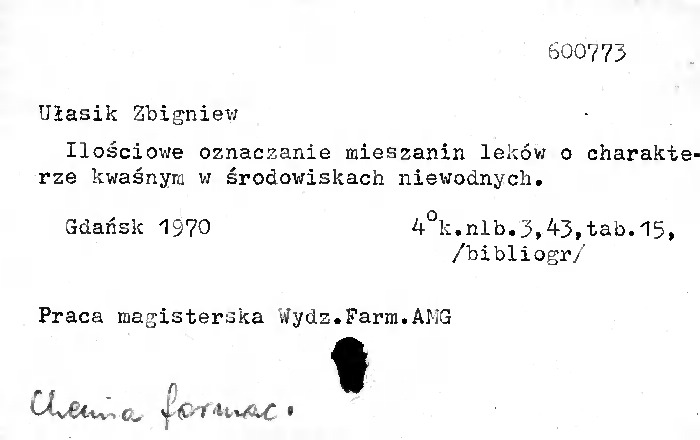 600773
Ułasik Zbigniew
Ilościowe oznaczanie mieszanin leków o charakte-
rze kwaśnym w środowiskach niewodnych.
Gdańsk 1970 4°k.nlb.3,43,tab.15,
/bibliogr/
Praca magisterska Wydz.Farm.AMG
Chemia farmac.